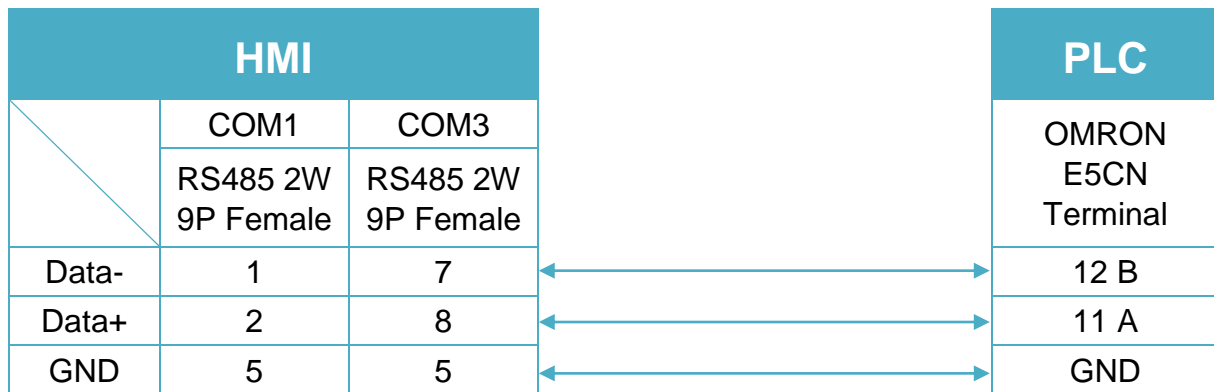 HMI PLC
COM1 COM3 OMRON
E5CN
Terminal
RS485 2W RS485 2W
9P Female 9P Female
Data- 1 7 12 B
Data+ 2 8 11 A
GND 5 5 GND